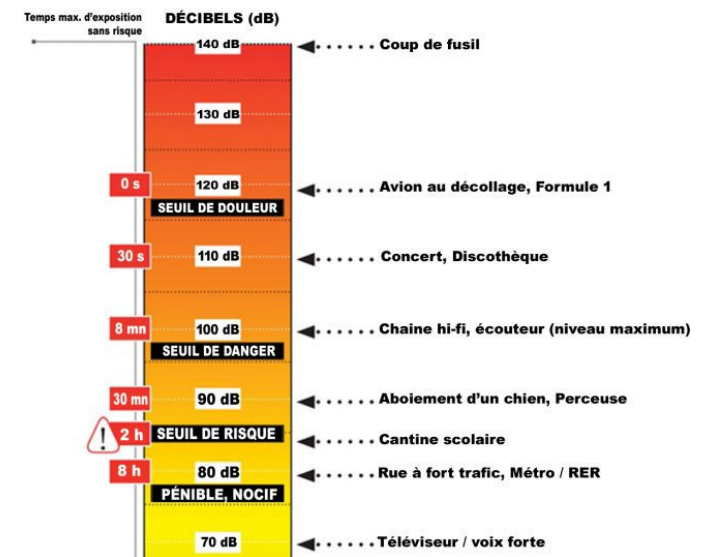 Temps max. d'exposition
sans risque
DÉCIBELS (dB)
140 dB Coup de fusil
130 dB
0 s 120 dB Avion au décollage, Formule 1
SEUIL DE DOULEUR
30 s 110 dB Concert, Discothèque
8 mn 100 dB Chaine hi-fi, écouteur (niveau maximum)
SEUIL DE DANGER
30 mn 90 dB Aboiement d'un chien, Perceuse
! 2 h SEUIL DE RISQUE Cantine scolaire
8 h 80 dB Rue à fort trafic, Métro / RER
PÉNIBLE, NOCIF
70 dB Téléviseur / voix forte